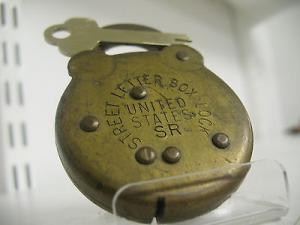 STREET LETTER BOX LOCK
UNITED
STATES
SR